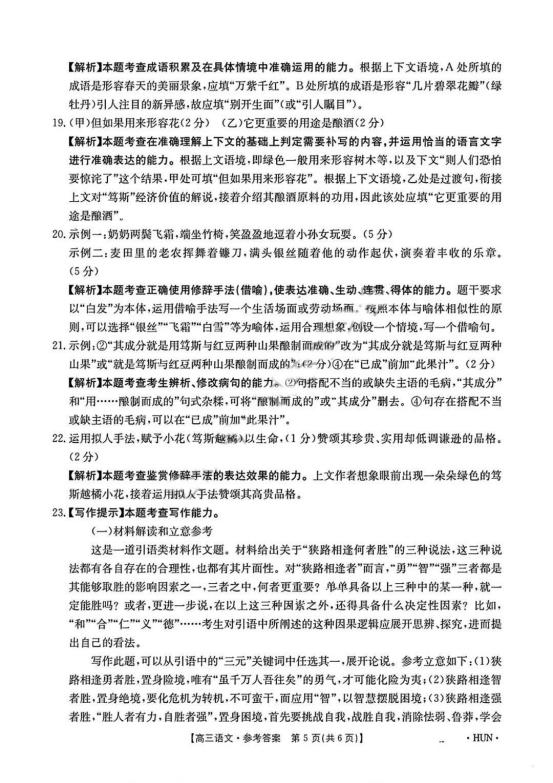 【解析】本题考查成语积累及在具体情境中准确运用的能力。根据上下文语境,A处所填的
成语是形容春天的美丽景象,应填“万紫千红”。B处所填的成语是形容“几片碧翠花瓣”(绿
牡丹)引人注目的新异感,故应填“别开生面”(或“引人瞩目”)。
19.(甲)但如果用来形容花(2分) (乙)它更重要的用途是酿酒(2分)
【解析】本题考查在准确理解上下文的基础上判定需要补写的内容,并运用恰当的语言文字
进行准确表达的能力。根据上文语境,即绿色一般用来形容树木等,以及下文“则人们恐怕
要惊诧了”这个结果,甲处可填“但如果用来形容花”。根据上下文语境,乙处是过渡句,衔接
上文对“笃斯”经济价值的解说,接着介绍其酿酒原料的功用,因此该处应填“它更重要的用
途是酿酒”。
20.示例一:奶奶两鬓飞霜,端坐竹椅,笑盈盈地逗着小孙女玩耍。(5分)
示例二:麦田里的老农挥舞着镰刀,满头银丝随着他的动作起伏,演奏着丰收的乐章。
(5分)
【解析】本题考查正确使用修辞手法(借喻),使表达准确、生动、连贯、得体的能力。题干要求
以“白发”为本体,运用借喻手法写一个生活场面或劳动场面。按照本体与喻体相似性的原
则,可以选择“银丝”“飞霜”“白雪”等为喻体,运用合理想象,创设一个情境,写一个借喻句。
21.示例:②“其成分就是用笃斯与红豆两种山果酿制而成的”改为“其成分就是笃斯与红豆两种
山果”或“就是笃斯与红豆两种山果酿制而成的”。(2分)④在“已成”前加“此果汁”。(2分)
【解析】本题考查考生辨析、修改病句的能力。②句搭配不当的或缺失主语的毛病,“其成分”
和“用……酿制而成的”句式杂糅,可将“酿制而成的”或“其成分”删去。④句存在搭配不当
或缺主语的毛病,可以在“已成”前加“此果汁”。
22.运用拟人手法,赋予小花(笃斯越橘)以生命,(1分)赞颂其珍贵、实用却低调谦逊的品格。
(2分)
【解析】本题考查鉴赏修辞手法的表达效果的能力。上文作者想象眼前出现一朵朵绿色的笃
斯越橘小花,接着运用拟人手法赞颂其高贵品格。
23.【写作提示】本题考查写作能力。
(一)材料解读和立意参考
这是一道引语类材料作文题。材料给出关于“狭路相逢何者胜”的三种说法,这三种说
法都有各自存在的合理性,也都有其片面性。对“狭路相逢者”而言,“勇”“智”“强”三者都是
其能够取胜的影响因素之一,三者之中,何者更重要?单单具备以上三种中的某一种,就一
定能胜吗?或者,更进一步说,在以上这三种因素之外,还得具备什么决定性因素?比如,
“和”“合”“仁”“义”“德”……考生对引语中所阐述的这种因果逻辑应展开思辨、探究,进而提
出自己的看法。
写作此题,可以从引语中的“三元”关键词中任选其一,展开论说。参考立意如下:(1)狭
路相逢勇者胜,置身险境,唯有“虽千万人吾往矣”的勇气,才可能化险为夷;(2)狭路相逢智
者胜,置身绝境,要化危机为转机,不可蛮干,而应用“智”,以智慧摆脱困境;(3)狭路相逢强
者胜,“胜人者有力,自胜者强”,置身困境,首先要挑战自我,战胜自我,消除怯弱、鲁莽,学会
【高三语文·参考答案 第5页(共6页)】 ·HUN·